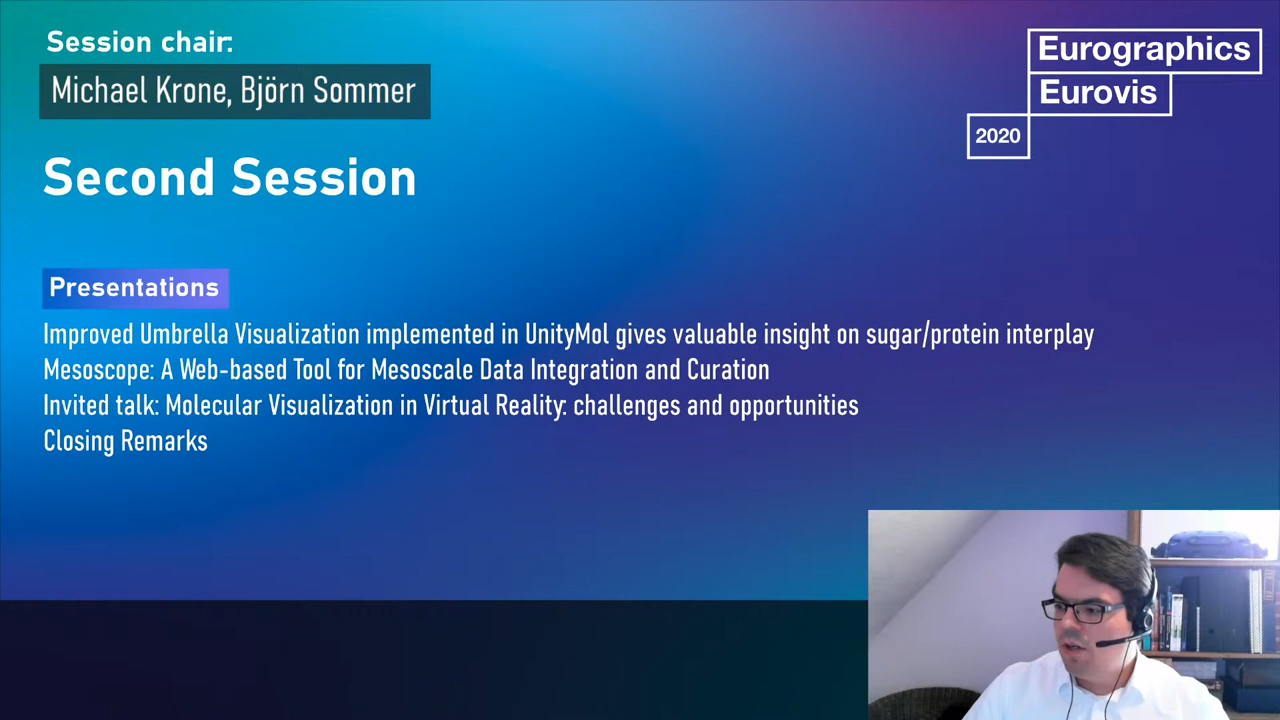 Session chair:
Michael Krone, Björn Sommer
Eurographics
Eurovis
2020
Second Session
Presentations
Improved Umbrella Visualization implemented in UnityMol gives valuable insight on sugar/protein interplay
Mesoscope: A Web-based Tool for Mesoscale Data Integration and Curation
Invited talk: Molecular Visualization in Virtual Reality: challenges and opportunities
Closing Remarks